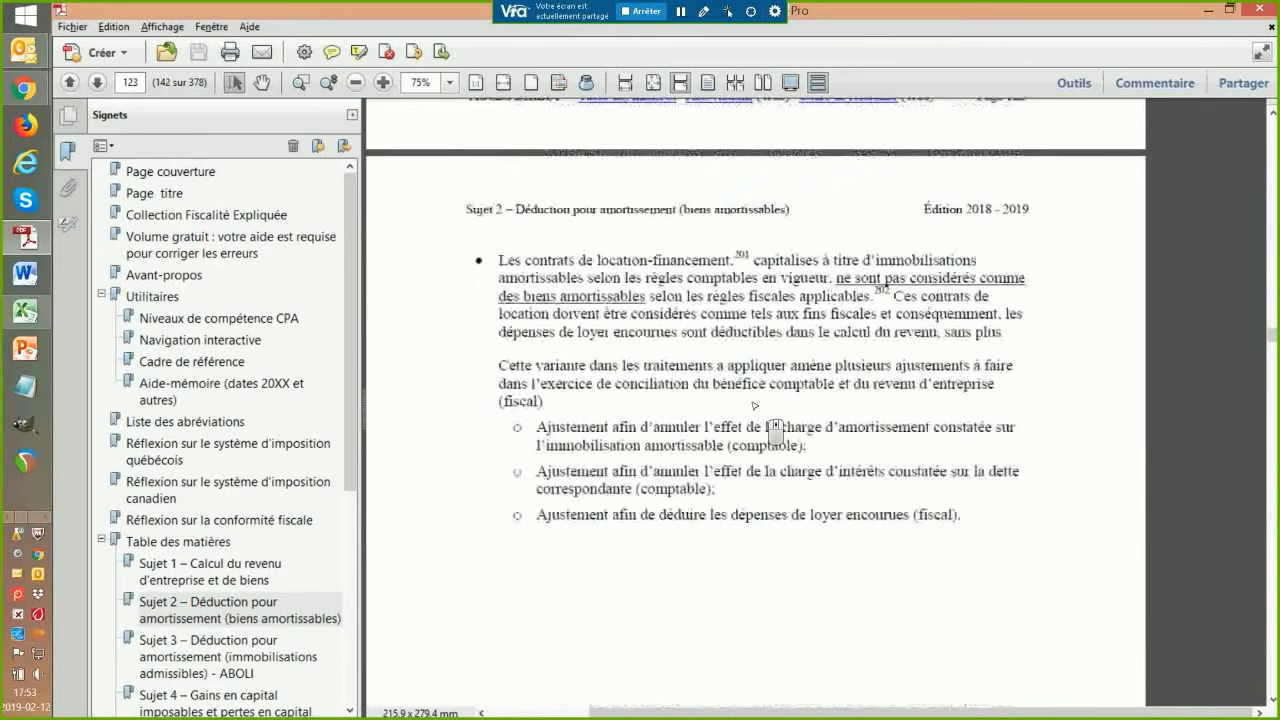 Votre écran est
actuellement partagé
Arrêter
Pro
Fichier Edition Affichage Fenêtre Aide
Créer
123 (142 sur 378)
75%
Outils Commentaire Partager
Signets
Page couverture
Page titre
Collection Fiscalité Expliquée
Volume gratuit : votre aide est requise
pour corriger les erreurs
Avant-propos
Utilitaires
Niveaux de compétence CPA
Navigation interactive
Cadre de référence
Aide-mémoire (dates 20XX et
autres)
Liste des abréviations
Réflexion sur le système d'imposition
québécois
Réflexion sur le système d'imposition
canadien
Réflexion sur la conformité fiscale
Table des matières
Sujet 1 – Calcul du revenu
d'entreprise et de biens
Sujet 2 – Déduction pour
amortissement (biens amortissables)
Sujet 3 – Déduction pour
amortissement (immobilisations
admissibles) - ABOLI
Sujet 4 – Gains en capital
imposables et pertes en capital
Sujet 2 – Déduction pour amortissement (biens amortissables) Édition 2018 - 2019
• Les contrats de location-financement,201 capitalisés à titre d'immobilisations
amortissables selon les règles comptables en vigueur, ne sont pas considérés comme
des biens amortissables selon les règles fiscales applicables.202 Ces contrats de
location doivent être considérés comme tels aux fins fiscales et conséquemment, les
dépenses de loyer encourues sont déductibles dans le calcul du revenu, sans plus
Cette variante dans les traitements à appliquer amène plusieurs ajustements à faire
dans l'exercice de conciliation du bénéfice comptable et du revenu d'entreprise
(fiscal)
o Ajustement afin d'annuler l'effet de la charge d'amortissement constatée sur
l'immobilisation amortissable (comptable);
o Ajustement afin d'annuler l'effet de la charge d'intérêts constatée sur la dette
correspondante (comptable);
o Ajustement afin de déduire les dépenses de loyer encourues (fiscal).
215,9 x 279,4 mm
17:53
2019-02-12